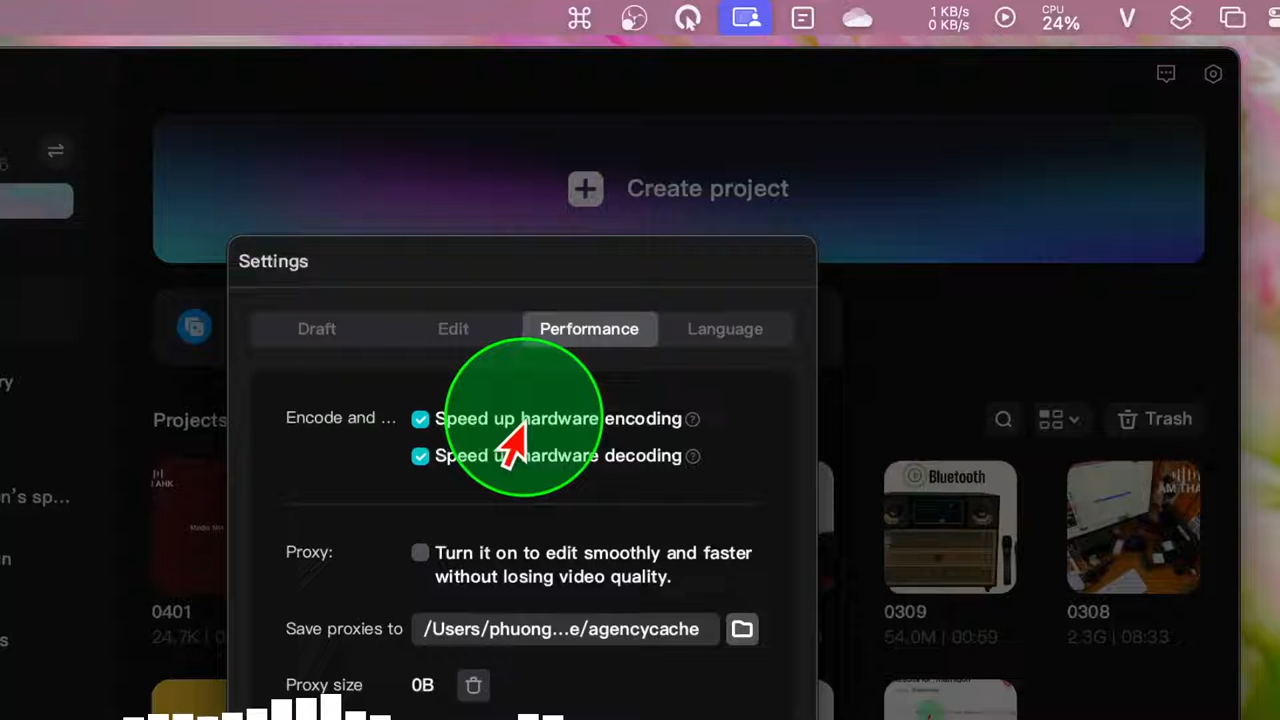 1 KB/s
0 KB/s
CPU
24%
Create project
Settings
Draft
Edit
Performance
Language
Encode and ...
Speed up hardware encoding
Speed up hardware decoding
Projects
Trash
Proxy:
Turn it on to edit smoothly and faster
without losing video quality.
Save proxies to
/Users/phuong...e/agencycache
Proxy size
0B
n's sp...
Bluetooth
0401
24.7K
0309
54.0M | 00:59
0308
2.3G | 08:33